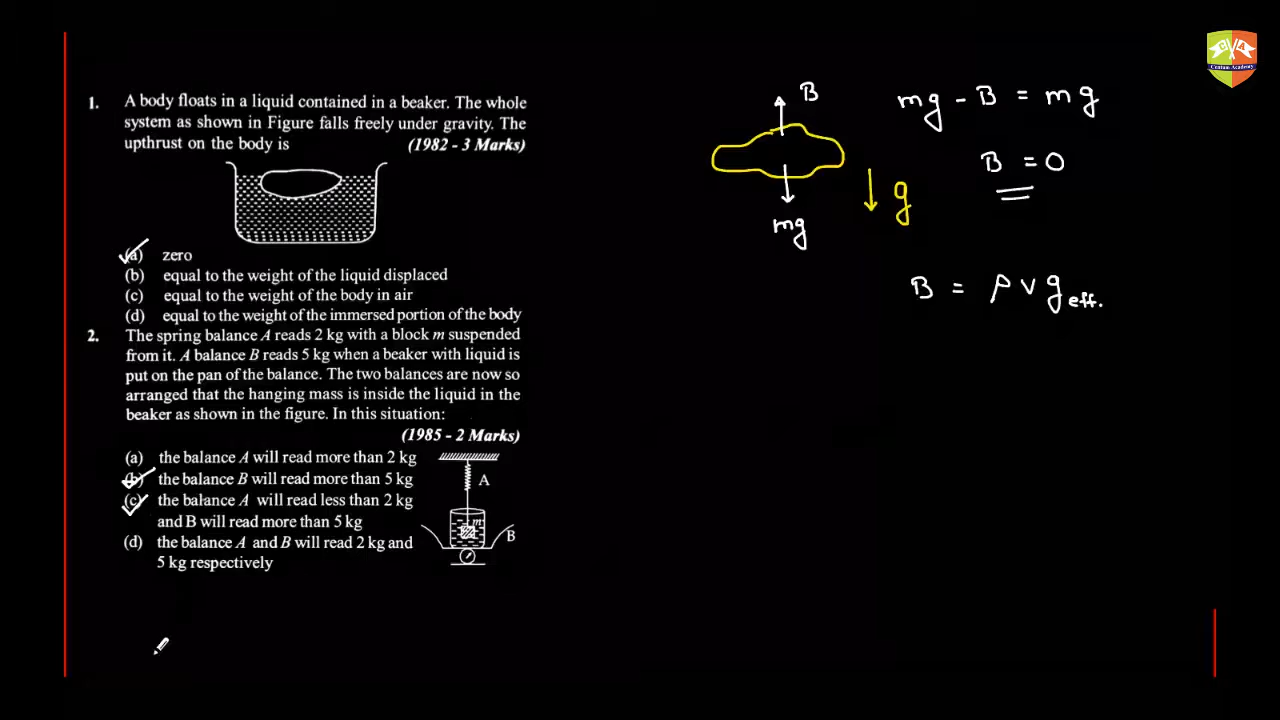 1. A body floats in a liquid contained in a beaker. The whole
system as shown in Figure falls freely under gravity. The
upthrust on the body is (1982 - 3 Marks)
(a) zero
(b) equal to the weight of the liquid displaced
(c) equal to the weight of the body in air
(d) equal to the weight of the immersed portion of the body
2. The spring balance A reads 2 kg with a block m suspended
from it. A balance B reads 5 kg when a beaker with liquid is
put on the pan of the balance. The two balances are now so
arranged that the hanging mass is inside the liquid in the
beaker as shown in the figure. In this situation:
(1985 - 2 Marks)
(a) the balance A will read more than 2 kg
(b) the balance B will read more than 5 kg
(c) the balance A will read less than 2 kg
and B will read more than 5 kg
(d) the balance A and B will read 2 kg and
5 kg respectively
A
m
B
B
mg
g
mg - B = mg
B = 0
B = ρ v g eff.
CA
Centum Academy